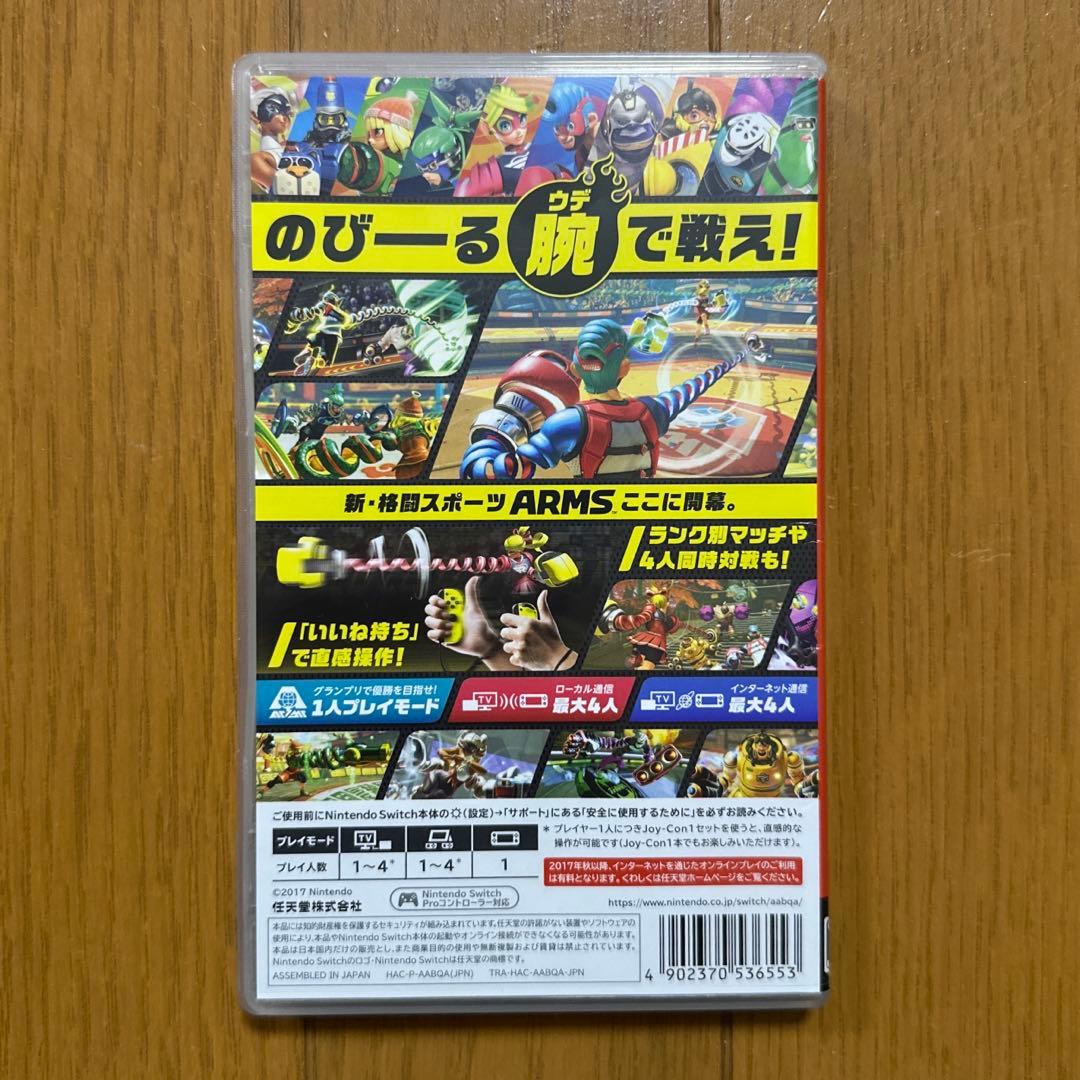 のびーる腕で戦え!
ウデ
新・格闘スポーツ ARMS™ ここに開幕。
ランク別マッチや
4人同時対戦も!
「いいね持ち」
で直感操作!
グランプリで優勝を目指せ!
1人プレイモード
TV
ローカル通信
最大4人
TV
インターネット通信
最大4人
ご使用前にNintendo Switch本体の(設定)→「サポート」にある「安全に使用するために」を必ずお読みください。
プレイモード TV
プレイ人数 1~4* 1~4* 1
* プレイヤー1人につきJoy-Con1セットを使うと、直感的な
操作が可能です(Joy-Con1本でもお楽しみいただけます)。
2017年秋以降、インターネットを通じたオンラインプレイのご利用
は有料となります。くわしくは任天堂ホームページをご覧ください。
©2017 Nintendo
任天堂株式会社
Nintendo Switch
Proコントローラー対応
https://www.nintendo.co.jp/switch/aabqa/
本品には知的財産権を保護するセキュリティが組み込まれています。任天堂の許諾がない装置やソフトウェアの
使用により、本品やNintendo Switch本体の起動やオンライン接続ができなくなる可能性があります。
本品は日本国内だけの販売とし、また商業目的の使用や無断複製および賃貸は禁止されています。
Nintendo Switchのロゴ・Nintendo Switchは任天堂の商標です。
ASSEMBLED IN JAPAN HAC-P-AABQA(JPN) TRA-HAC-AABQA-JPN
4 902370 536553